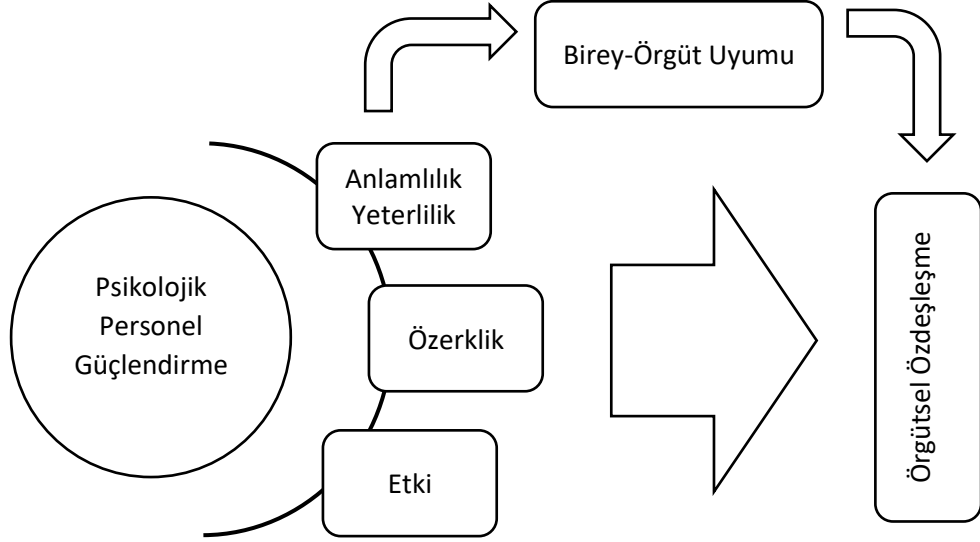 Birey-Örgüt Uyumu
Anlamlılık
Yeterlilik
Psikolojik
Personel
Güçlendirme
Özerklik
Etki
Örgütsel Özdeşleşme